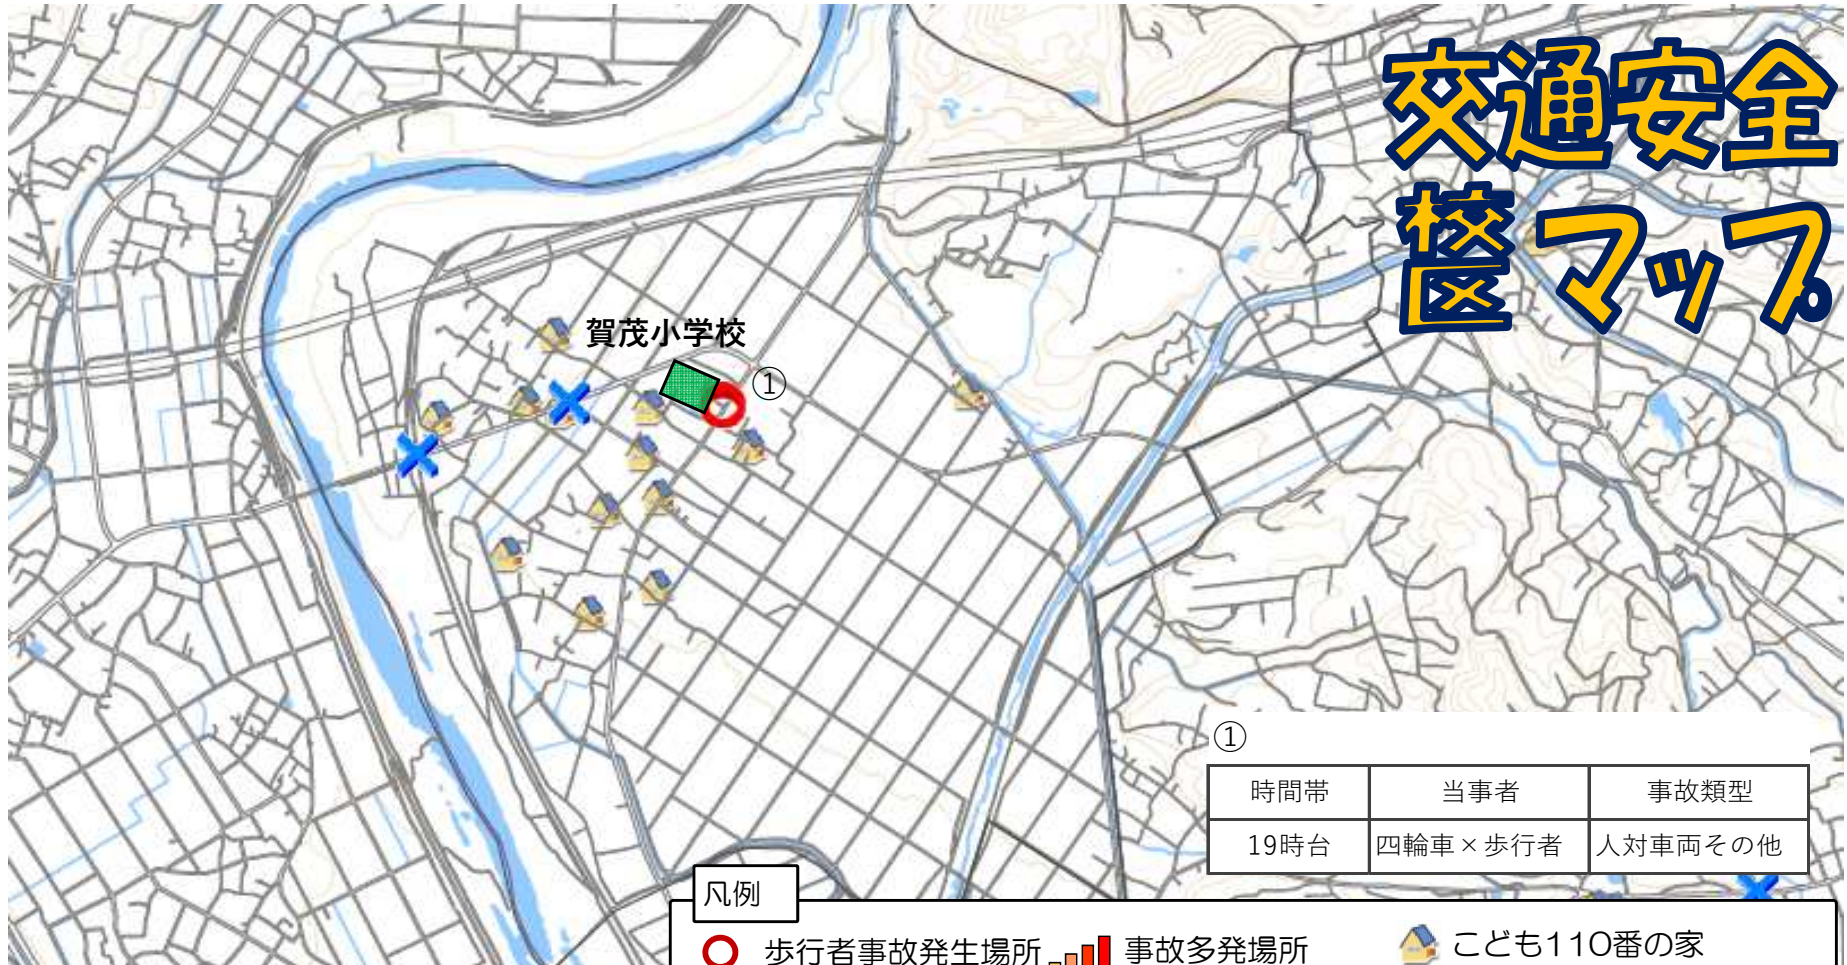 交通安全
校区マップ
賀茂小学校
①
①
時間帯 当事者 事故類型
19時台 四輪車×歩行者 人対車両その他
凡例
歩行者事故発生場所 事故多発場所 こども110番の家